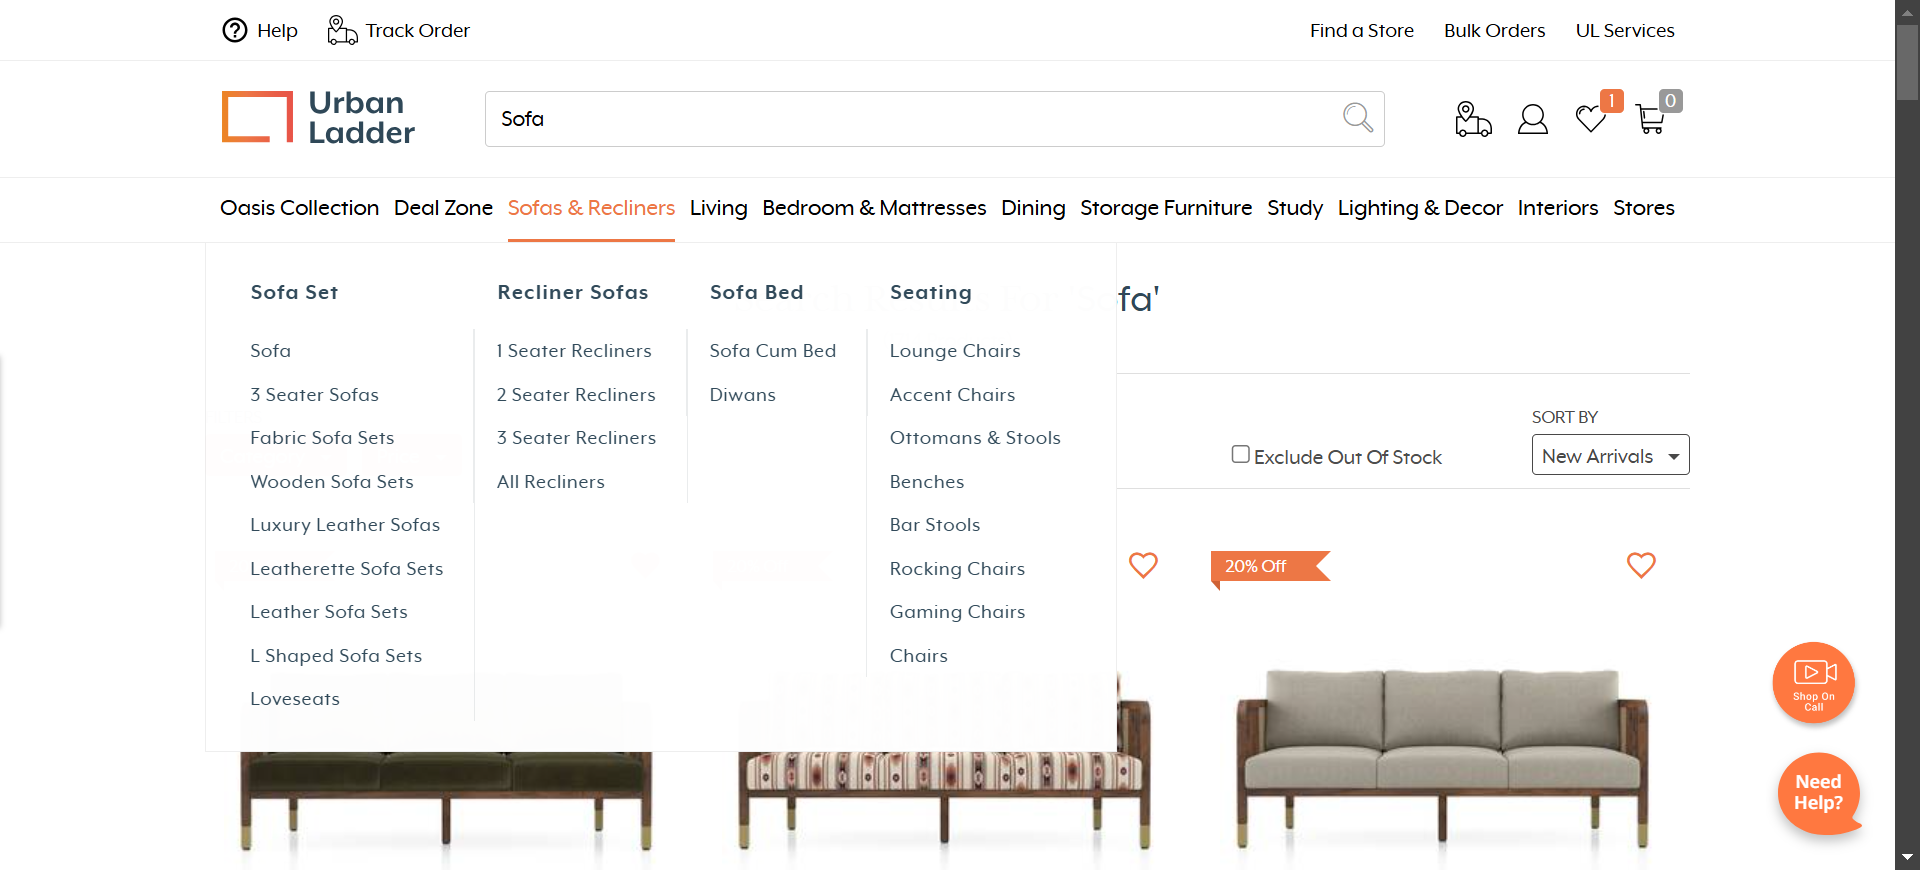 Help
Track Order
Find a Store
Bulk Orders
UL Services
Urban
Ladder
Sofa
1
0
Oasis Collection
Deal Zone
Sofas & Recliners
Living
Bedroom & Mattresses
Dining
Storage Furniture
Study
Lighting & Decor
Interiors
Stores
Sofa Set
Sofa
3 Seater Sofas
Fabric Sofa Sets
Wooden Sofa Sets
Luxury Leather Sofas
Leatherette Sofa Sets
Leather Sofa Sets
L Shaped Sofa Sets
Loveseats
Recliner Sofas
1 Seater Recliners
2 Seater Recliners
3 Seater Recliners
All Recliners
Sofa Bed
Sofa Cum Bed
Diwans
Seating
Lounge Chairs
Accent Chairs
Ottomans & Stools
Benches
Bar Stools
Rocking Chairs
Gaming Chairs
Chairs
fa'
Exclude Out Of Stock
SORT BY
New Arrivals
20% Off
Shop On
Call
Need
Help?